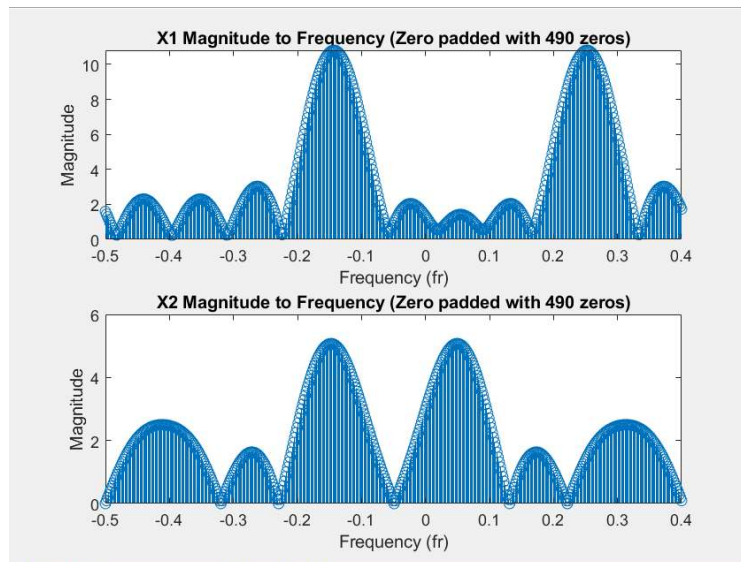 X1 Magnitude to Frequency (Zero padded with 490 zeros)
10
8
6
4
2
0
Magnitude
-0.5 -0.4 -0.3 -0.2 -0.1 0 0.1 0.2 0.3 0.4
Frequency (fr)
X2 Magnitude to Frequency (Zero padded with 490 zeros)
6
4
2
0
Magnitude
-0.5 -0.4 -0.3 -0.2 -0.1 0 0.1 0.2 0.3 0.4
Frequency (fr)